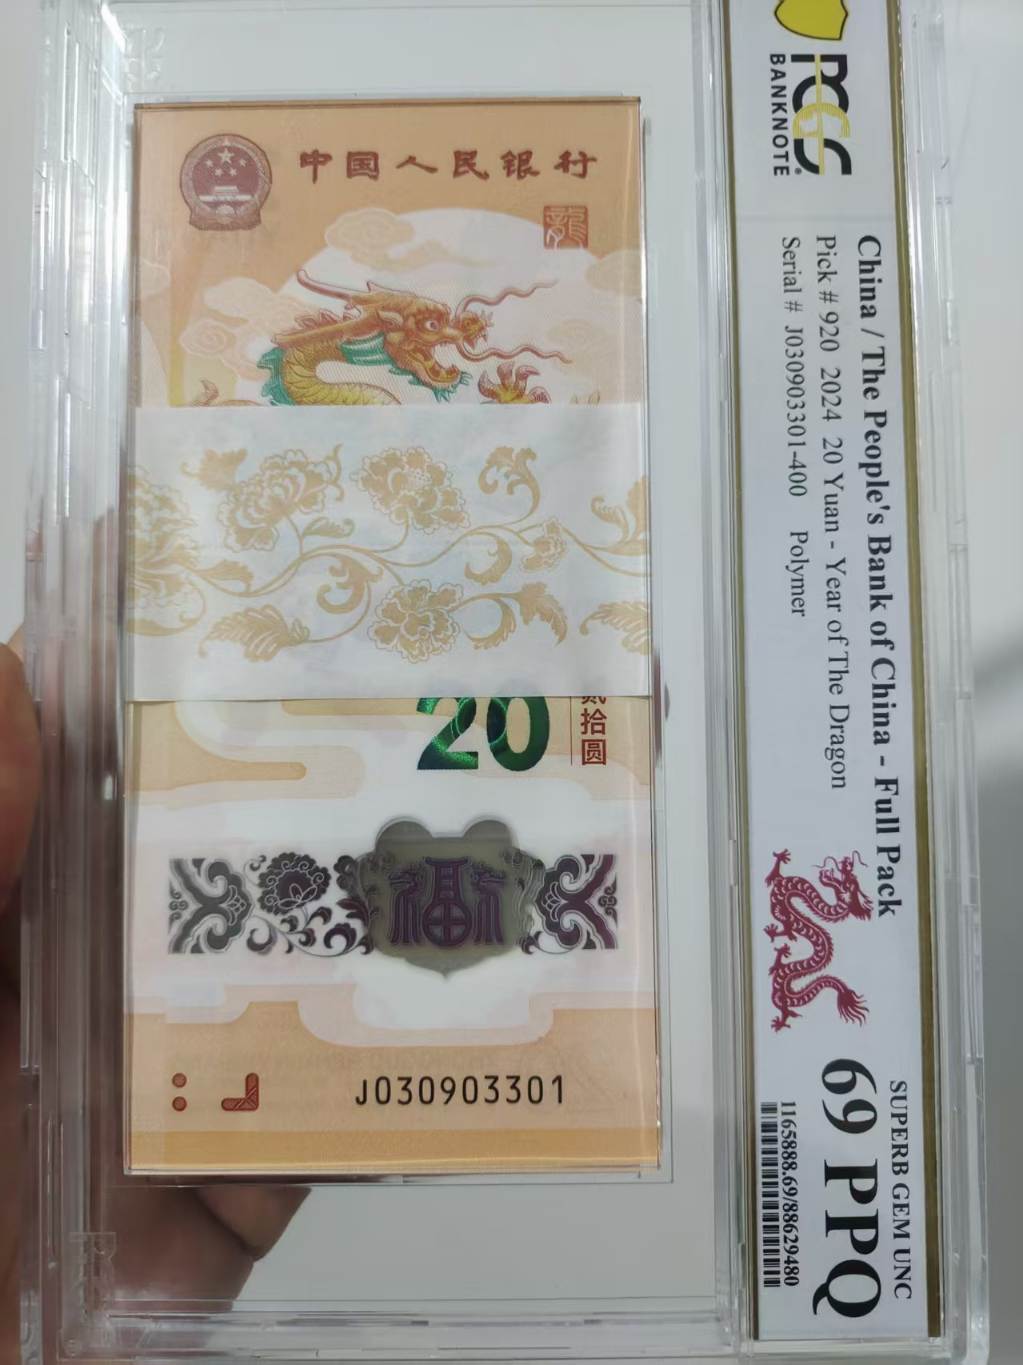 中国人民银行
龍
20
贰拾圆
福
J030903301
PCGS
BANKNOTE
China / The People's Bank of China - Full Pack
Pick # 920 2024 20 Yuan - Year of The Dragon
Serial # J030903301-400 Polymer
SUPERB GEM UNC
69 PPQ
1165888.69/88629480